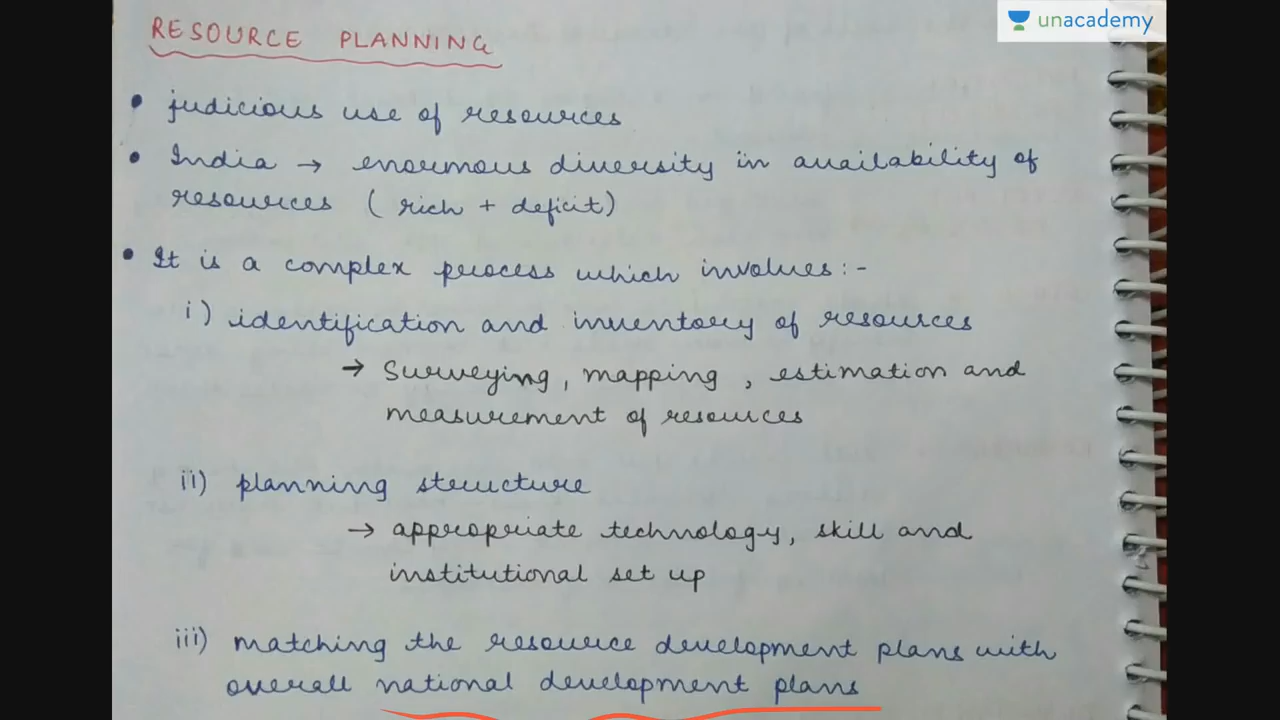 RESOURCE PLANNING
unacademy
• judicious use of resources
• India → enormous diversity in availability of
resources ( rich + deficit)
• It is a complex process which involves :-
i) identification and inventory of resources
→ Surveying, mapping, estimation and
measurement of resources
ii) planning structure
→ appropriate technology, skill and
institutional set up
iii) matching the resource development plans with
overall national development plans